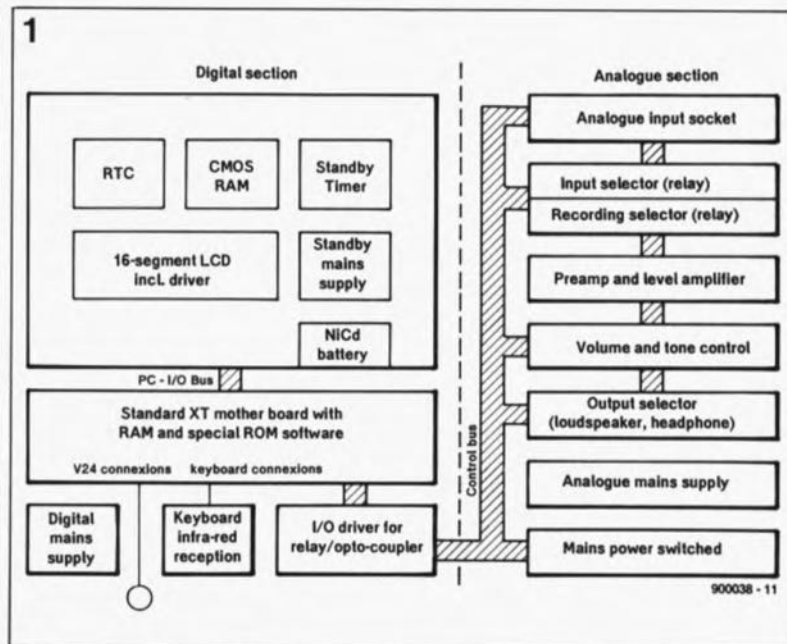 1
Digital section
RTC
CMOS
RAM
Standby
Timer
16-segment LCD
incl. driver
Standby
mains
supply
NiCd
battery
PC - I/O Bus
Standard XT mother board with
RAM and special ROM software
V24 connexions
keyboard connexions
Digital
mains
supply
Keyboard
infra-red
reception
I/O driver for
relay/opto-coupler
Control bus
Analogue section
Analogue input socket
Input selector (relay)
Recording selector (relay)
Preamp and level amplifier
Volume and tone control
Output selector
(loudspeaker, headphone)
Analogue mains supply
Mains power switched
900038 - 11